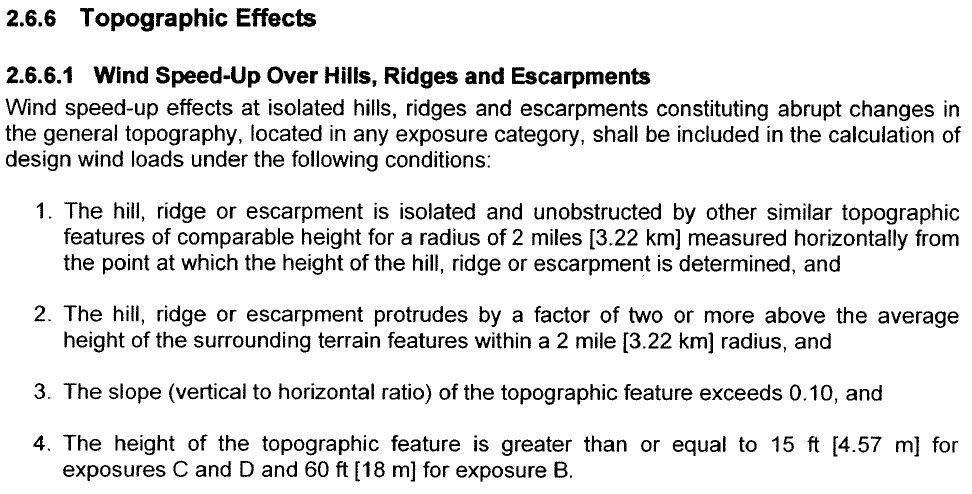 2.6.6 Topographic Effects
2.6.6.1 Wind Speed-Up Over Hills, Ridges and Escarpments
Wind speed-up effects at isolated hills, ridges and escarpments constituting abrupt changes in
the general topography, located in any exposure category, shall be included in the calculation of
design wind loads under the following conditions:
1. The hill, ridge or escarpment is isolated and unobstructed by other similar topographic
features of comparable height for a radius of 2 miles [3.22 km] measured horizontally from
the point at which the height of the hill, ridge or escarpment is determined, and
2. The hill, ridge or escarpment protrudes by a factor of two or more above the average
height of the surrounding terrain features within a 2 mile [3.22 km] radius, and
3. The slope (vertical to horizontal ratio) of the topographic feature exceeds 0.10, and
4. The height of the topographic feature is greater than or equal to 15 ft [4.57 m] for
exposures C and D and 60 ft [18 m] for exposure B.